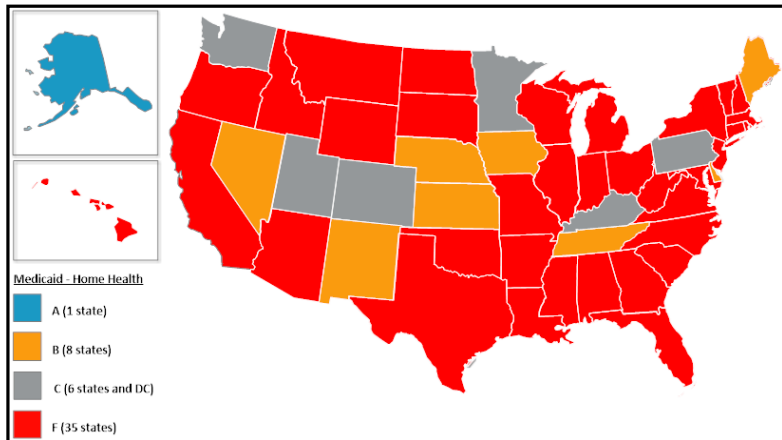 Medicaid - Home Health
A (1 state)
B (8 states)
C (6 states and DC)
F (35 states)